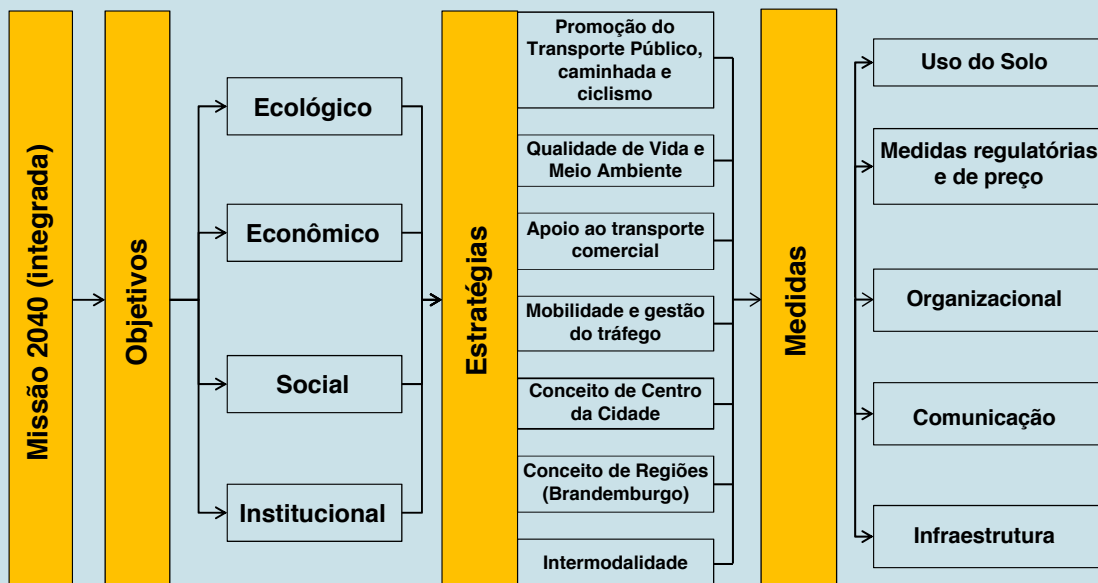 Missão 2040 (integrada)
Objetivos
Ecológico
Econômico
Social
Institucional
Estratégias
Promoção do
Transporte Público,
caminhada e
ciclismo
Qualidade de Vida e
Meio Ambiente
Apoio ao transporte
comercial
Mobilidade e gestão
do tráfego
Conceito de Centro
da Cidade
Conceito de Regiões
(Brandemburgo)
Intermodalidade
Medidas
Uso do Solo
Medidas regulatórias
e de preço
Organizacional
Comunicação
Infraestrutura